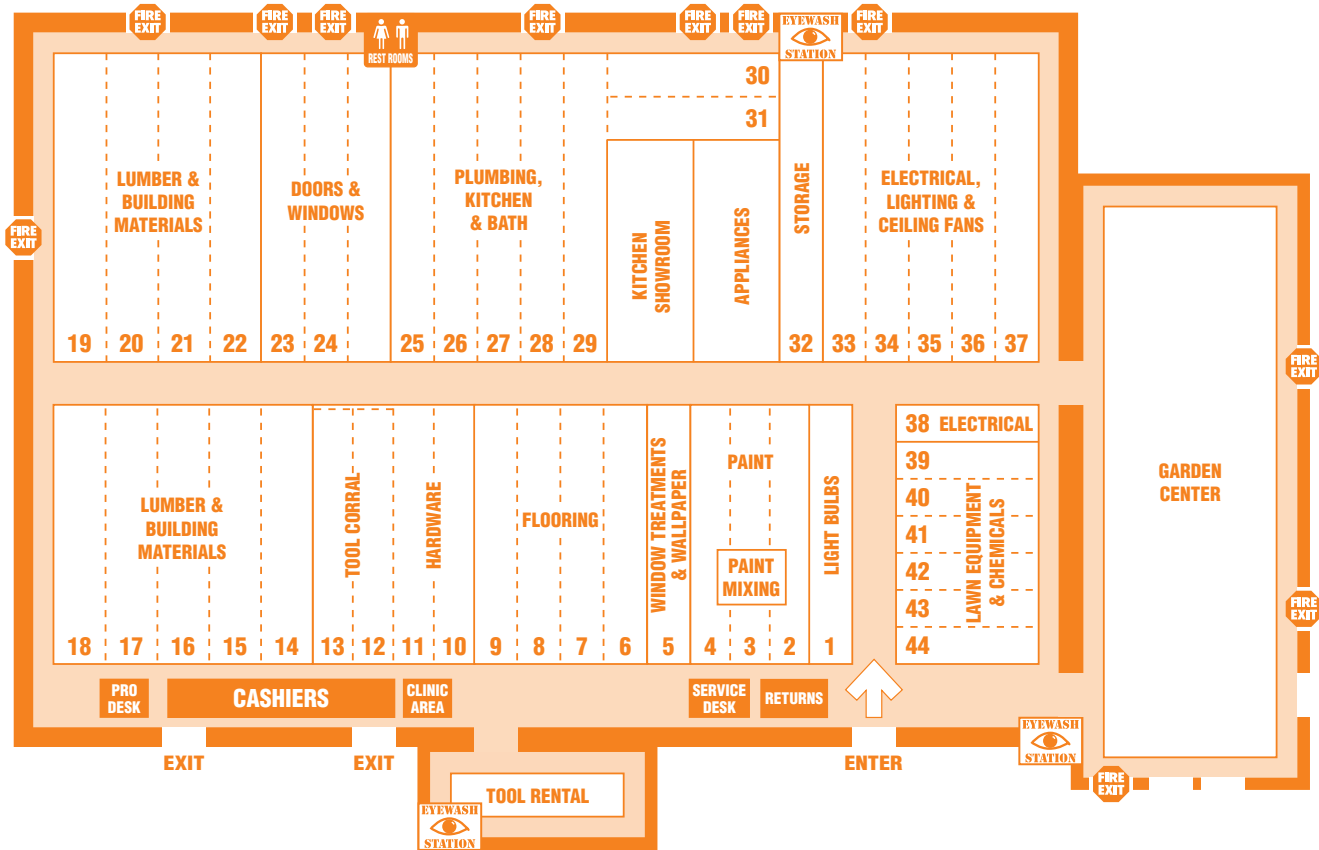 FIRE
EXIT
FIRE
EXIT
FIRE
EXIT
REST ROOMS
FIRE
EXIT
FIRE
EXIT
FIRE
EXIT
EYEWASH
STATION
FIRE
EXIT
FIRE
EXIT
LUMBER &
BUILDING
MATERIALS
DOORS &
WINDOWS
PLUMBING,
KITCHEN
& BATH
30
31
KITCHEN
SHOWROOM
APPLIANCES
STORAGE
ELECTRICAL,
LIGHTING &
CEILING FANS
19 20 21 22 23 24 25 26 27 28 29 32 33 34 35 36 37
FIRE
EXIT
LUMBER &
BUILDING
MATERIALS
TOOL CORRAL
HARDWARE
FLOORING
WINDOW TREATMENTS
& WALLPAPER
PAINT
PAINT
MIXING
LIGHT BULBS
38 ELECTRICAL
39
40
41
42
43
44
LAWN EQUIPMENT
& CHEMICALS
GARDEN
CENTER
18 17 16 15 14 13 12 11 10 9 8 7 6 5 4 3 2 1
FIRE
EXIT
PRO
DESK
CASHIERS
CLINIC
AREA
SERVICE
DESK
RETURNS
EXIT
EXIT
ENTER
EYEWASH
STATION
FIRE
EXIT
TOOL RENTAL
EYEWASH
STATION